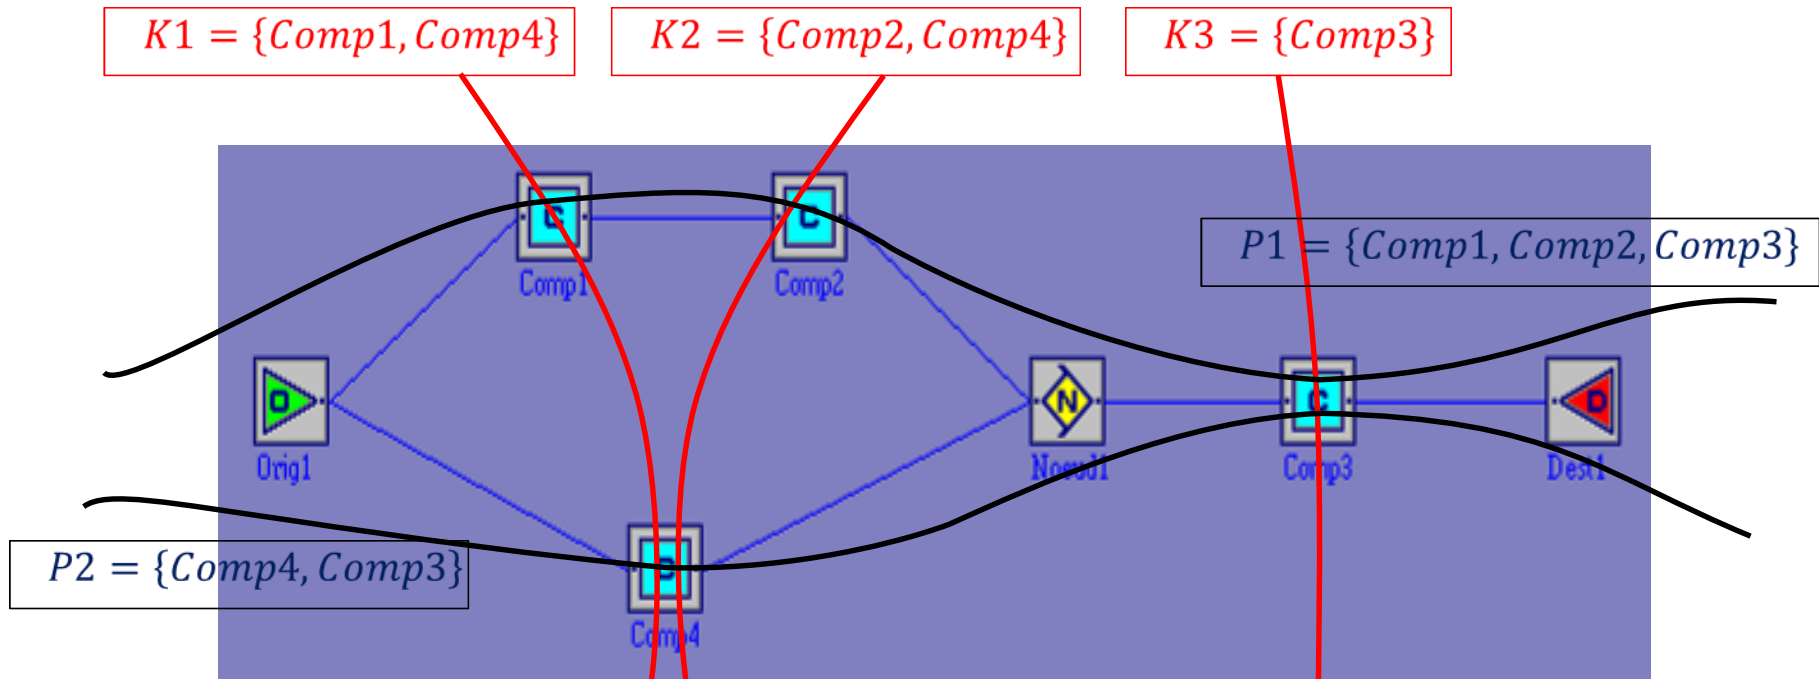 K1 = {Comp1, Comp4}
K2 = {Comp2, Comp4}
K3 = {Comp3}
C
C
Comp1
Comp2
P1 = {Comp1, Comp2, Comp3}
O
N
C
D
Orig1
Noeud1
Comp3
Dest1
P2 = {Comp4, Comp3}
C
Comp4